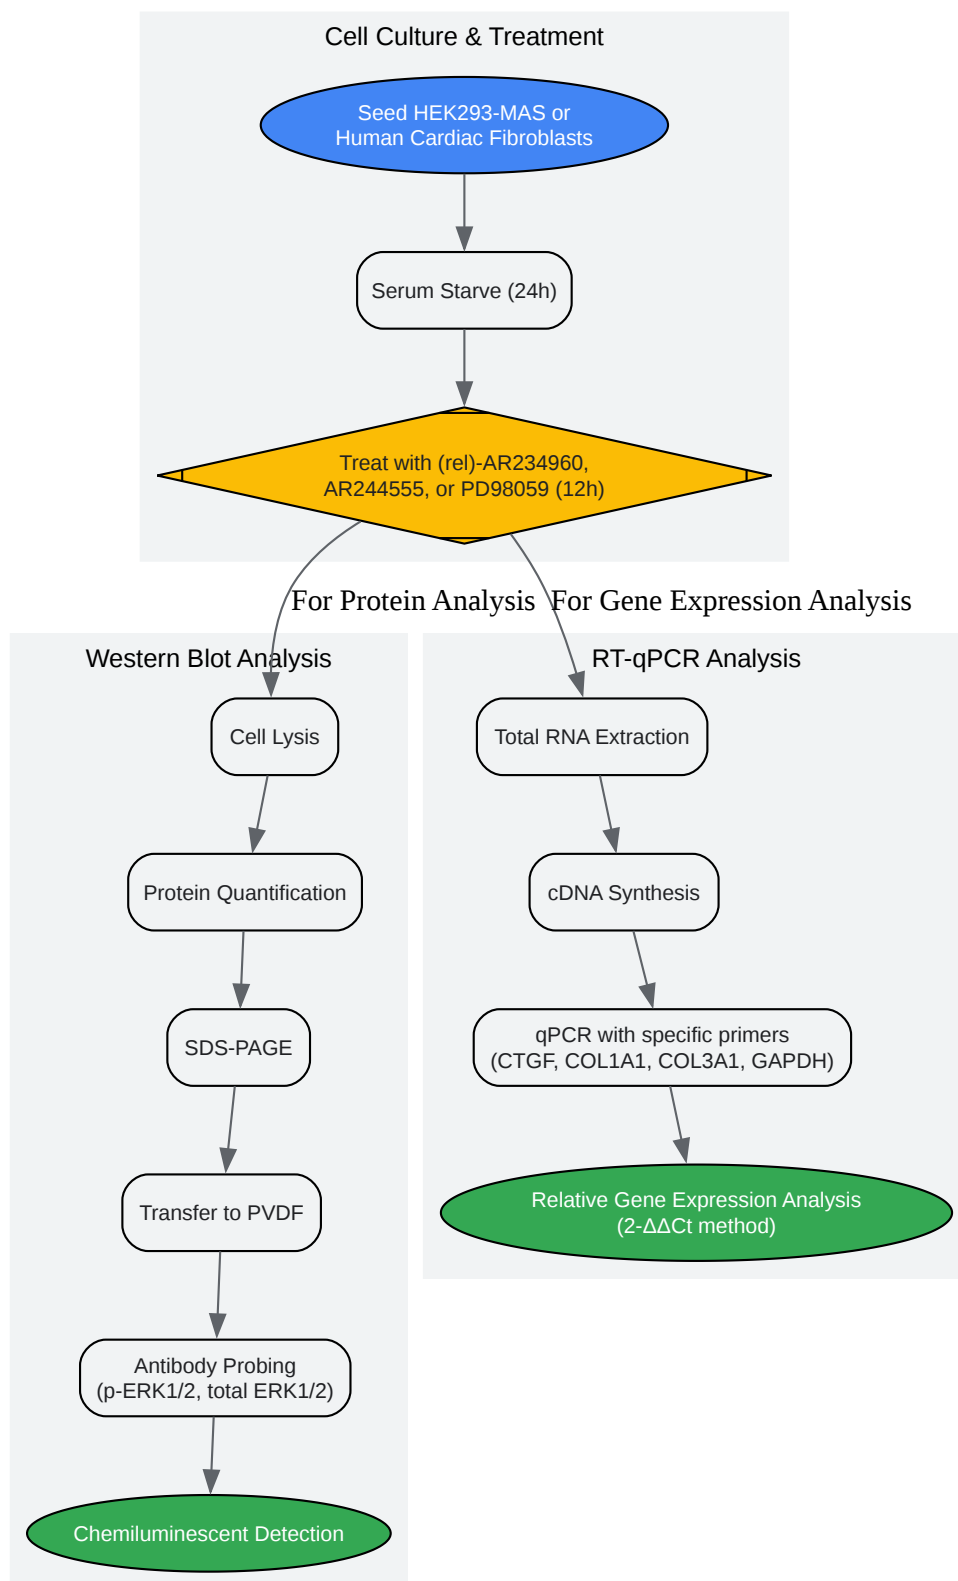 Cell Culture & Treatment
Seed HEK293-MAS or
Human Cardiac Fibroblasts
Serum Starve (24h)
Treat with (rel)-AR234960,
AR244555, or PD98059 (12h)
For Protein Analysis
For Gene Expression Analysis
Western Blot Analysis
Cell Lysis
Protein Quantification
SDS-PAGE
Transfer to PVDF
Antibody Probing
(p-ERK1/2, total ERK1/2)
Chemiluminescent Detection
RT-qPCR Analysis
Total RNA Extraction
cDNA Synthesis
qPCR with specific primers
(CTGF, COL1A1, COL3A1, GAPDH)
Relative Gene Expression Analysis
(2-ΔΔCt method)